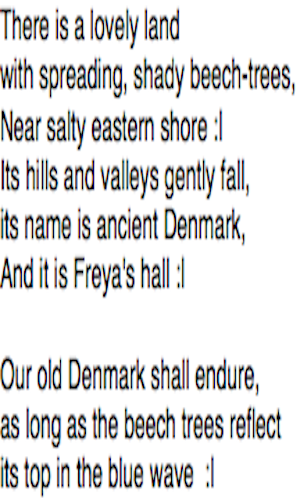 There is a lovely land
with spreading, shady beech-trees,
Near salty eastern shore :|
Its hills and valleys gently fall,
its name is ancient Denmark,
And it is Freya's hall :|
Our old Denmark shall endure,
as long as the beech trees reflect
its top in the blue wave :|